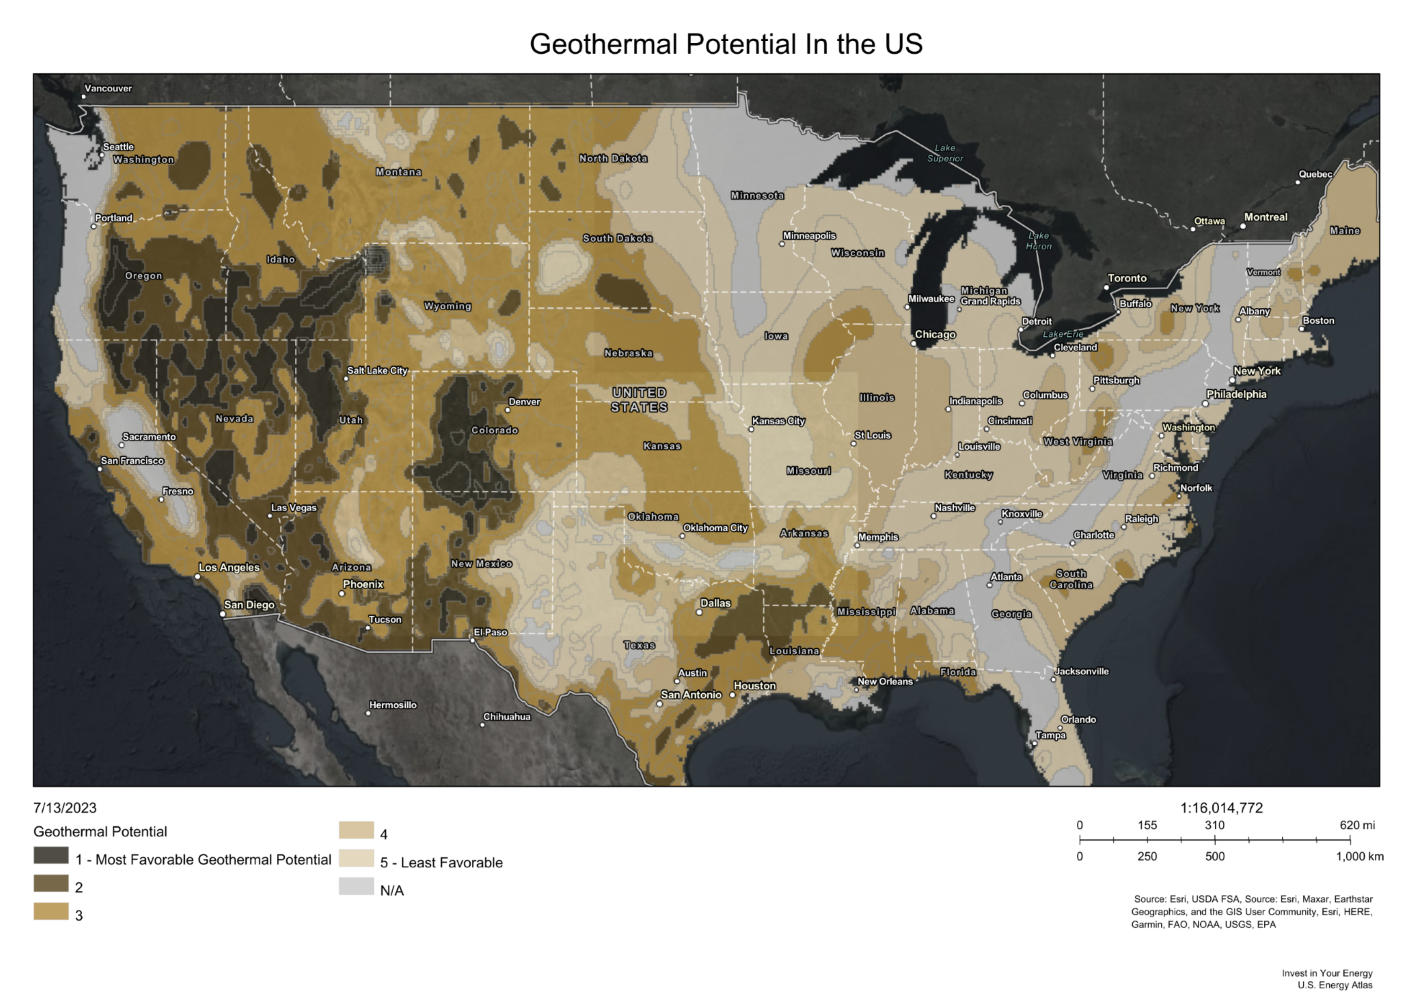 Geothermal Potential In the US
Vancouver
Seattle
Washington
Portland
Montana
North Dakota
Minnesota
Lake
Superior
Quebec
Ottawa
Montreal
Maine
Oregon
Idaho
South Dakota
Minneapolis
Wisconsin
Lake
Huron
Toronto
Vermont
Wyoming
Michigan
Milwaukee
Grand Rapids
Buffalo
New York
Albany
Boston
Detroit
Iowa
Chicago
Lake Erie
Cleveland
Nebraska
Salt Lake City
New York
Pittsburgh
Philadelphia
UNITED
STATES
Denver
Illinois
Indianapolis
Columbus
Nevada
Utah
Colorado
Kansas City
Cincinnati
Washington
Sacramento
Kansas
St Louis
Louisville
West Virginia
San Francisco
Missouri
Kentucky
Virginia
Richmond
Fresno
Norfolk
Las Vegas
Oklahoma
Oklahoma City
Nashville
Knoxville
Raleigh
Arkansas
Memphis
Charlotte
Los Angeles
Arizona
New Mexico
Phoenix
Atlanta
South
Carolina
San Diego
Dallas
Mississippi
Alabama
Georgia
Tucson
El Paso
Texas
Louisiana
Austin
Houston
New Orleans
Florida
Jacksonville
San Antonio
Hermosillo
Chihuahua
Orlando
Tampa
7/13/2023
Geothermal Potential
1 - Most Favorable Geothermal Potential
2
3
4
5 - Least Favorable
N/A
1:16,014,772
0 155 310 620 mi
0 250 500 1,000 km
Source: Esri, USDA FSA, Source: Esri, Maxar, Earthstar
Geographics, and the GIS User Community, Esri, HERE,
Garmin, FAO, NOAA, USGS, EPA
Invest in Your Energy
U.S. Energy Atlas